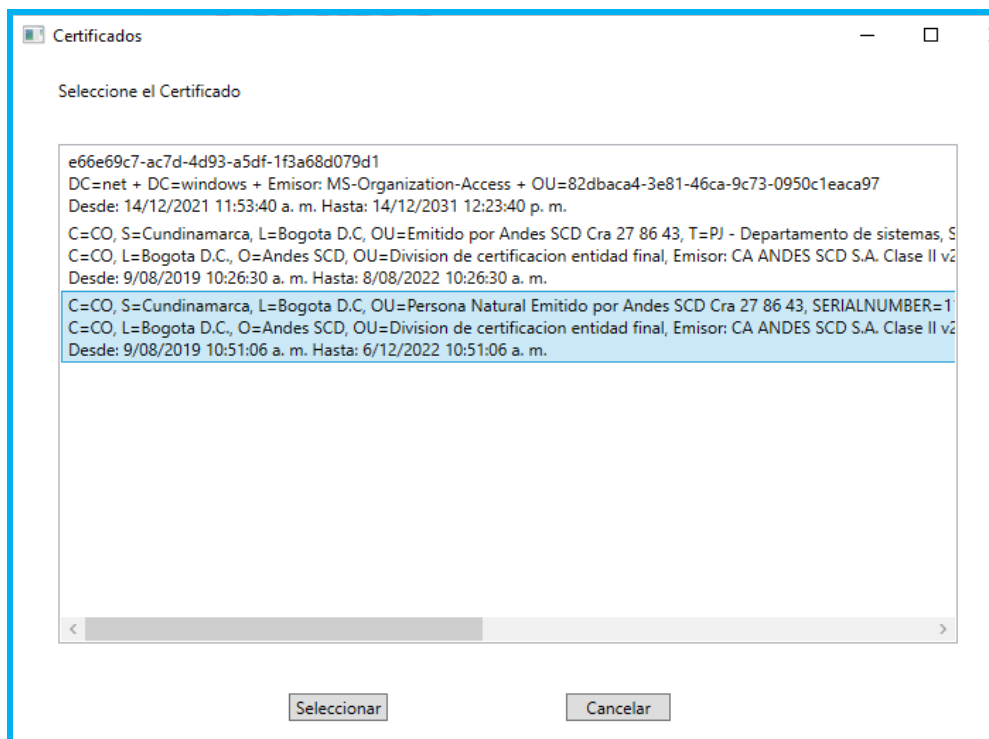 Certificados
Seleccione el Certificado
e66e69c7-ac7d-4d93-a5df-1f3a68d079d1
DC=net + DC=windows + Emisor: MS-Organization-Access + OU=82dbaca4-3e81-46ca-9c73-0950c1eaca97
Desde: 14/12/2021 11:53:40 a. m. Hasta: 14/12/2031 12:23:40 p. m.
C=CO, S=Cundinamarca, L=Bogota D.C, OU=Emitido por Andes SCD Cra 27 86 43, T=PJ - Departamento de sistemas, S
C=CO, L=Bogota D.C., O=Andes SCD, OU=Division de certificacion entidad final, Emisor: CA ANDES SCD S.A. Clase II v2
Desde: 9/08/2019 10:26:30 a. m. Hasta: 8/08/2022 10:26:30 a. m.
C=CO, S=Cundinamarca, L=Bogota D.C, OU=Persona Natural Emitido por Andes SCD Cra 27 86 43, SERIALNUMBER=1
C=CO, L=Bogota D.C., O=Andes SCD, OU=Division de certificacion entidad final, Emisor: CA ANDES SCD S.A. Clase II v2
Desde: 9/08/2019 10:51:06 a. m. Hasta: 6/12/2022 10:51:06 a. m.
Seleccionar
Cancelar